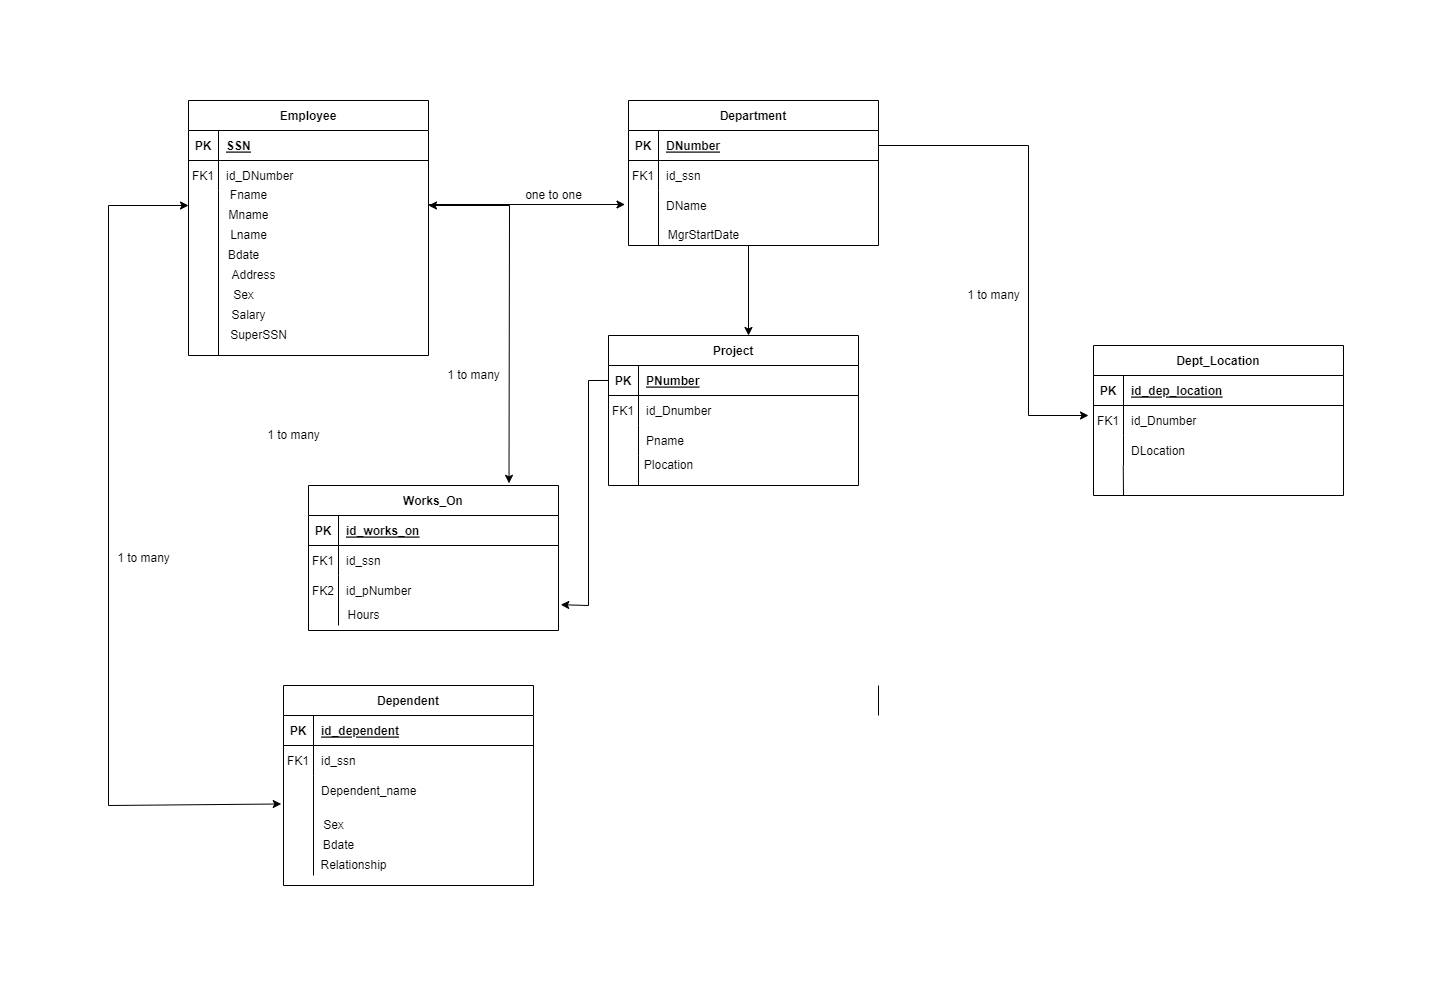 Employee
PK SSN
FK1 id_DNumber
Fname
Mname
Lname
Bdate
Address
Sex
Salary
SuperSSN
one to one
Department
PK DNumber
FK1 id_ssn
DName
MgrStartDate
1 to many
Project
PK PNumber
FK1 id_Dnumber
Pname
Plocation
Dept_Location
PK id_dep_location
FK1 id_Dnumber
DLocation
1 to many
1 to many
Works_On
PK id_works_on
FK1 id_ssn
FK2 id_pNumber
Hours
1 to many
Dependent
PK id_dependent
FK1 id_ssn
Dependent_name
Sex
Bdate
Relationship